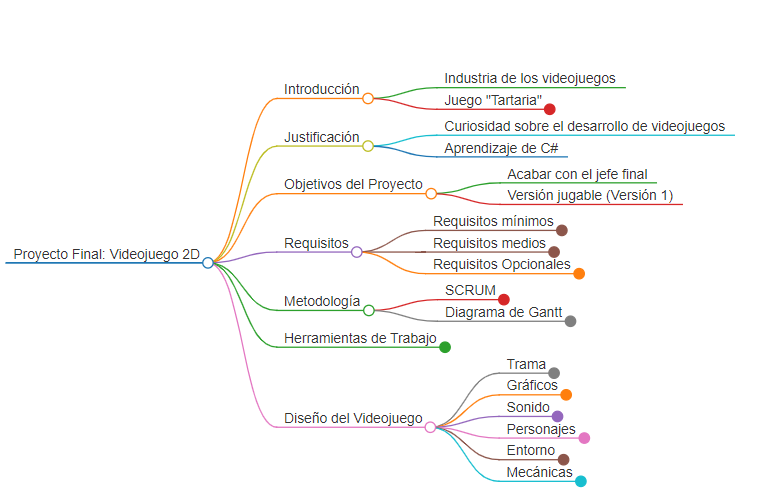 Proyecto Final: Videojuego 2D
Introducción
Industria de los videojuegos
Juego "Tartaria"
Justificación
Curiosidad sobre el desarrollo de videojuegos
Aprendizaje de C#
Objetivos del Proyecto
Acabar con el jefe final
Versión jugable (Versión 1)
Requisitos
Requisitos mínimos
Requisitos medios
Requisitos Opcionales
Metodología
SCRUM
Diagrama de Gantt
Herramientas de Trabajo
Diseño del Videojuego
Trama
Gráficos
Sonido
Personajes
Entorno
Mecánicas